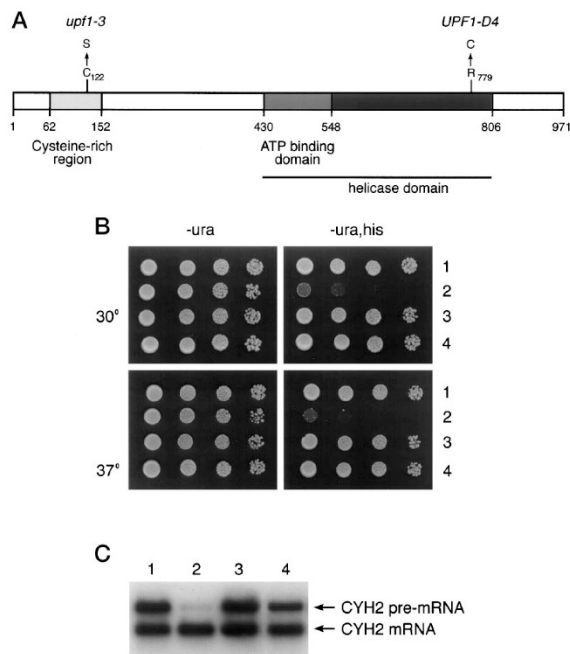 A
upf1-3
UPF1-D4
S
C
C122
R779
1 62 152 430 548 806 971
Cysteine-rich region
ATP binding domain
helicase domain
B
-ura
-ura,his
30°
1
2
3
4
37°
1
2
3
4
C
1 2 3 4
CYH2 pre-mRNA
CYH2 mRNA